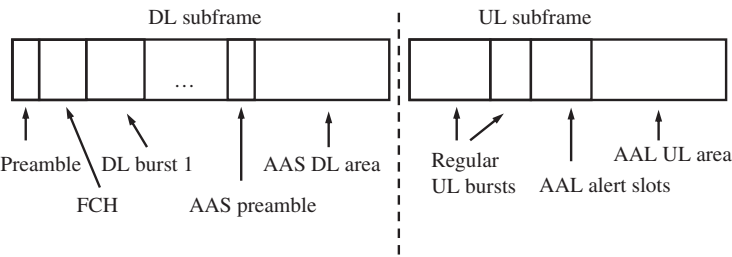 DL subframe
UL subframe
...
Preamble
DL burst 1
AAS DL area
Regular
UL bursts
AAL UL area
FCH
AAS preamble
AAL alert slots